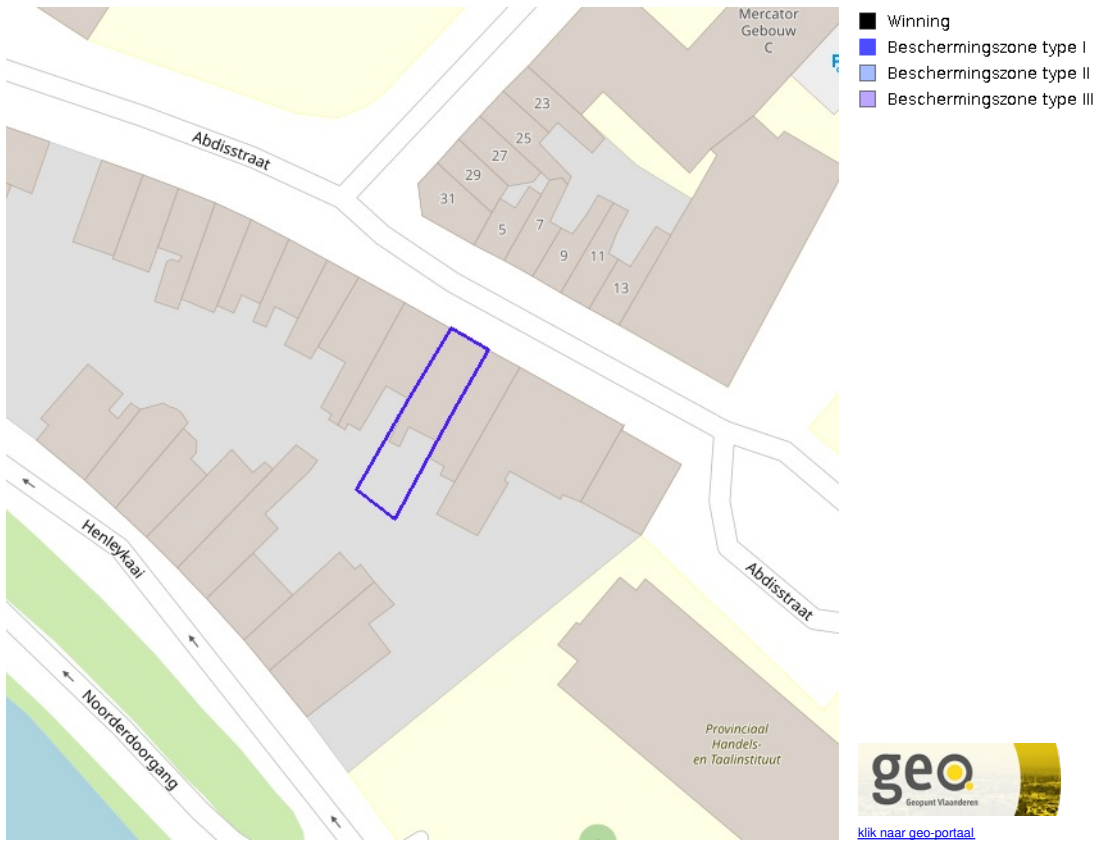 Mercator
Gebouw
C
P
23
25
27
29
31
5
7
9
11
13
Abdisstraat
Henleykaai
Noorderdoorgang
Abdisstraat
Provinciaal
Handels-
en Taalinstituut
Winning
Beschermingszone type I
Beschermingszone type II
Beschermingszone type III
geo.
Geopunt Vlaanderen
klik naar geo-portaal